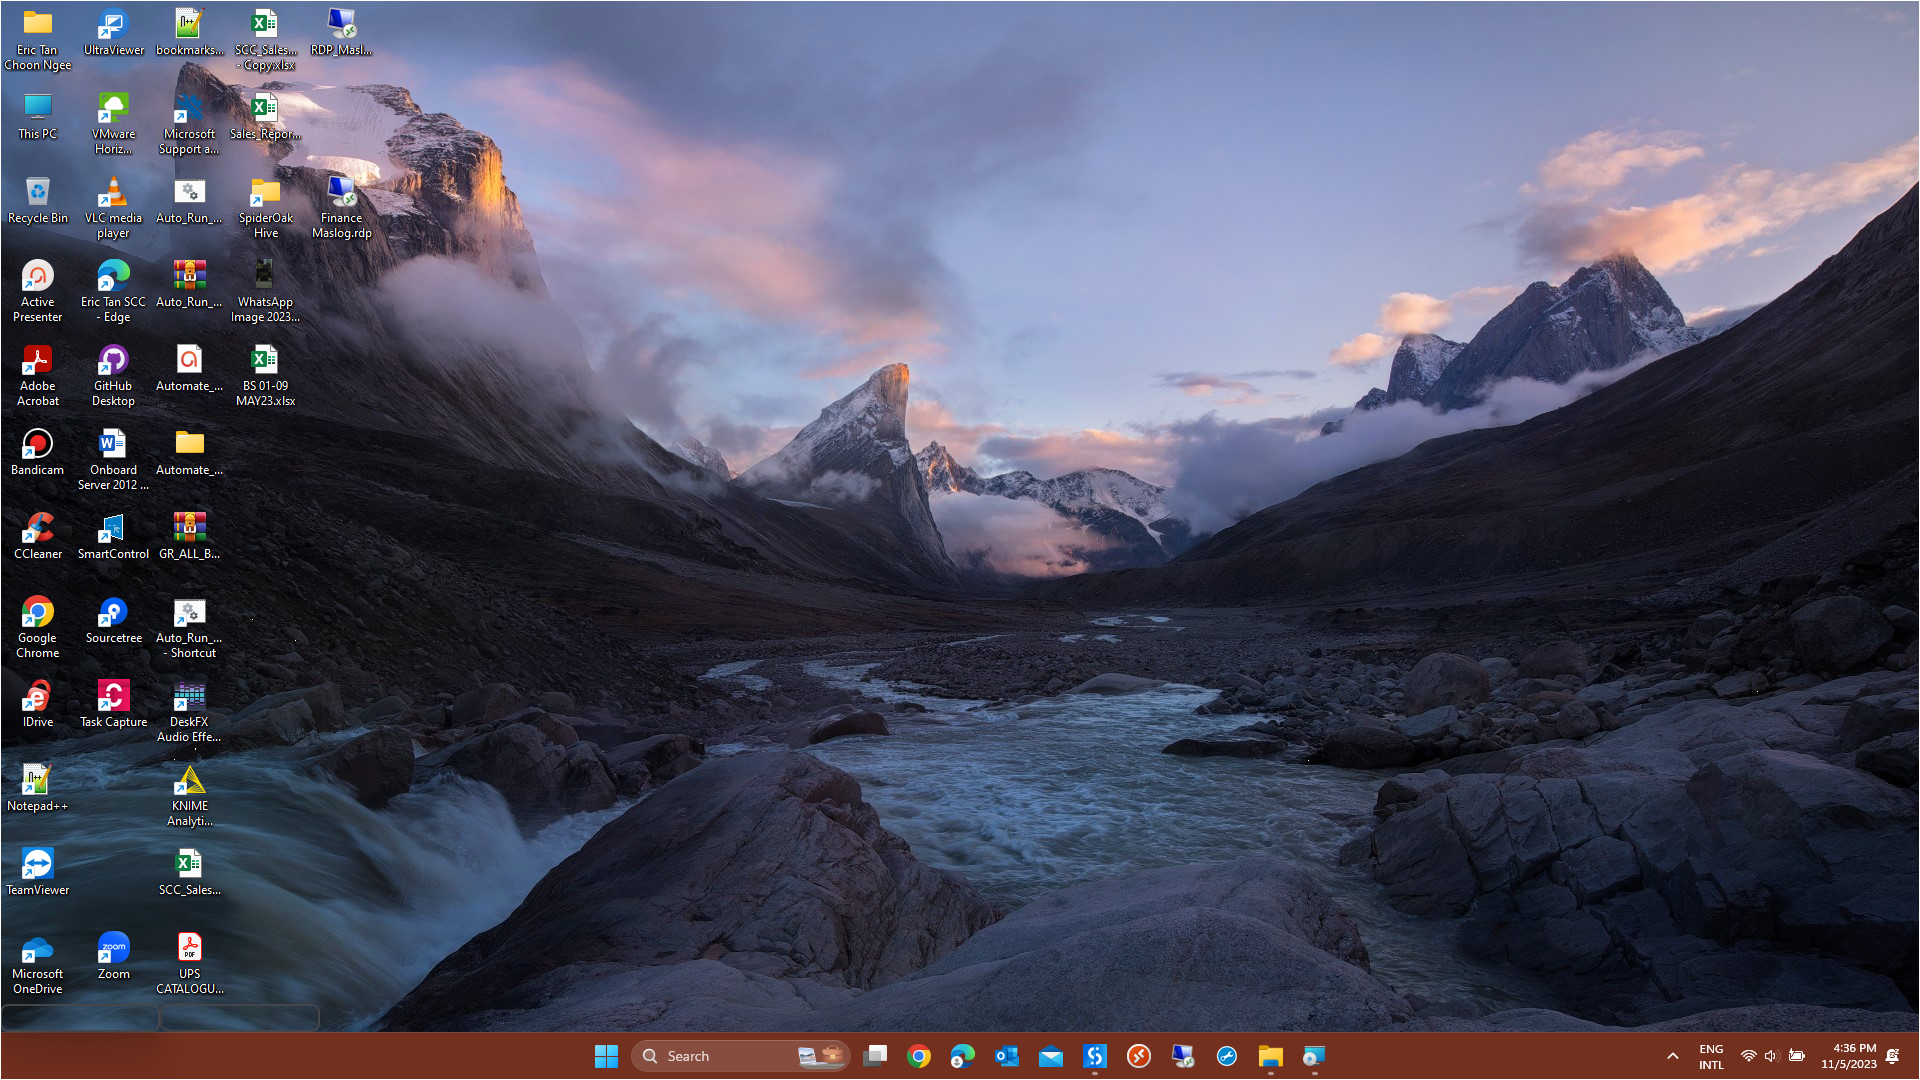 Eric Tan
Choon Ngee
UltraViewer
bookmarks...
SCC_Sales...
- Copy.xlsx
RDP_Masl...
This PC
VMware
Horiz...
Microsoft
Support a...
Sales_Repor...
Recycle Bin
VLC media
player
Auto_Run_...
SpiderOak
Hive
Finance
Maslog.rdp
Active
Presenter
Eric Tan SCC
- Edge
Auto_Run_...
WhatsApp
Image 2023...
Adobe
Acrobat
GitHub
Desktop
Automate_...
BS 01-09
MAY23.xlsx
Bandicam
Onboard
Server 2012 ...
Automate_...
CCleaner
SmartControl
GR_ALL_B...
Google
Chrome
Sourcetree
Auto_Run_...
- Shortcut
IDrive
Task Capture
DeskFX
Audio Effe...
Notepad++
KNIME
Analyti...
TeamViewer
SCC_Sales...
Microsoft
OneDrive
zoom
Zoom
PDF
UPS
CATALOGU...
Search
ENG
INTL
4:36 PM
11/5/2023